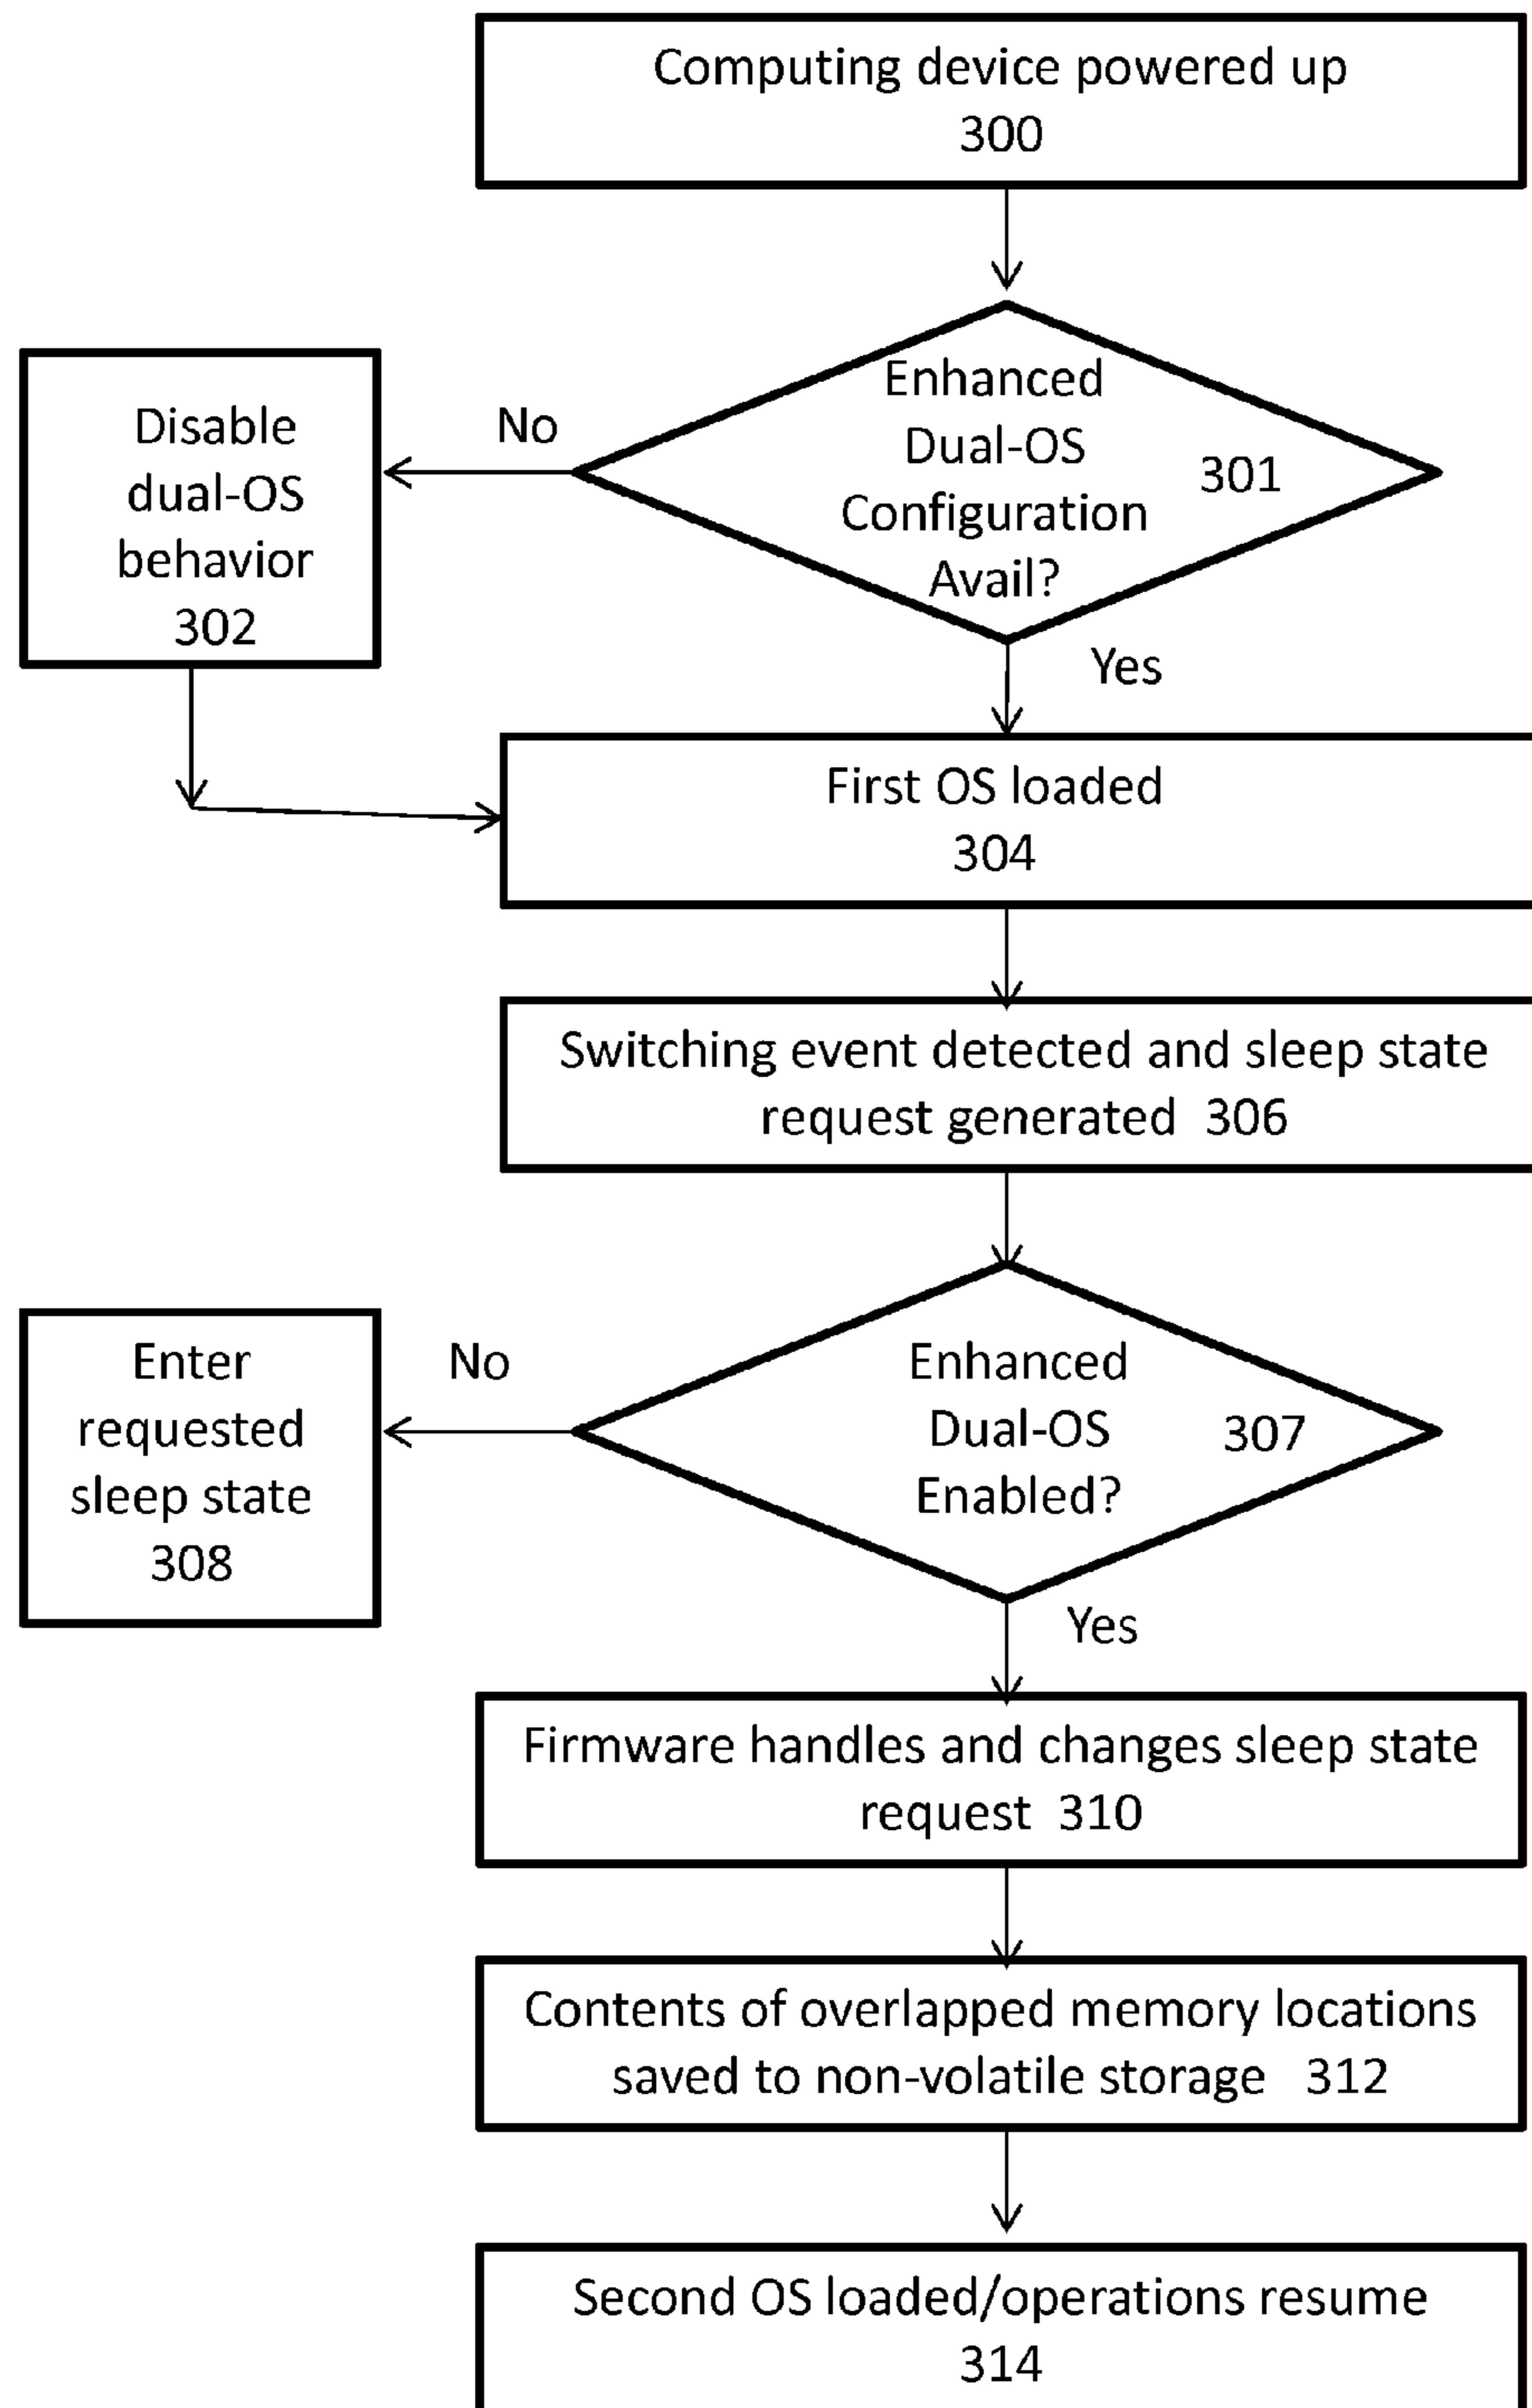 Computing device powered up
300
Enhanced
Dual-OS
Configuration
Avail?
301
No
Disable
dual-OS
behavior
302
Yes
First OS loaded
304
Switching event detected and sleep state
request generated 306
Enhanced
Dual-OS
Enabled?
307
No
Enter
requested
sleep state
308
Yes
Firmware handles and changes sleep state
request 310
Contents of overlapped memory locations
saved to non-volatile storage 312
Second OS loaded/operations resume
314